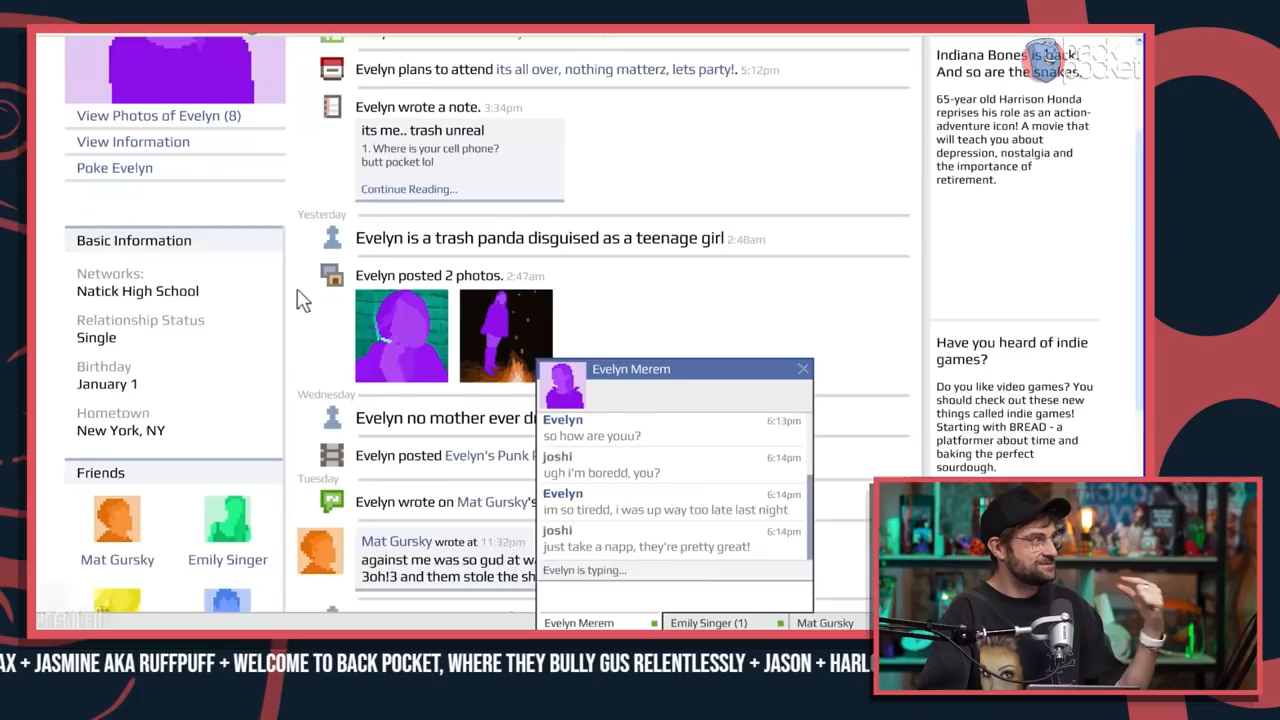 View Photos of Evelyn (8)
View Information
Poke Evelyn
Basic Information
Networks:
Natick High School
Relationship Status
Single
Birthday
January 1
Hometown
New York, NY
Friends
Mat Gursky
Emily Singer
Evelyn plans to attend its all over, nothing matterz, lets party!. 5:12pm
Evelyn wrote a note. 3:34pm
its me.. trash unreal
1. Where is your cell phone?
butt pocket lol
Continue Reading...
Yesterday
Evelyn is a trash panda disguised as a teenage girl 2:48am
Evelyn posted 2 photos. 2:47am
Wednesday
Evelyn no mother ever
Evelyn posted Evelyn's Punk
Tuesday
Evelyn wrote on Mat Gursky's
Mat Gursky wrote at 11:32pm
against me was so gud at
3oh!3 and them stole the
Evelyn Merem
Evelyn 6:13pm
so how are youu?
joshi 6:14pm
ugh i'm boredd, you?
Evelyn 6:14pm
im so tiredd, i was up way too late last night
joshi 6:14pm
just take a napp, they're pretty great!
Evelyn is typing...
Evelyn Merem
Emily Singer (1)
Mat Gursky
Indiana Bones is back!
And so are the snakes.
65-year old Harrison Honda
reprises his role as an action-
adventure icon! A movie that
will teach you about
depression, nostalgia and
the importance of
retirement.
Have you heard of indie
games?
Do you like video games? You
should check out these new
things called indie games!
Starting with BREAD - a
platformer about time and
baking the perfect
sourdough.
back
pocket
AX + JASMINE AKA RUFFPUFF + WELCOME TO BACK POCKET, WHERE THEY BULLY GUS RELENTLESSLY + JASON +